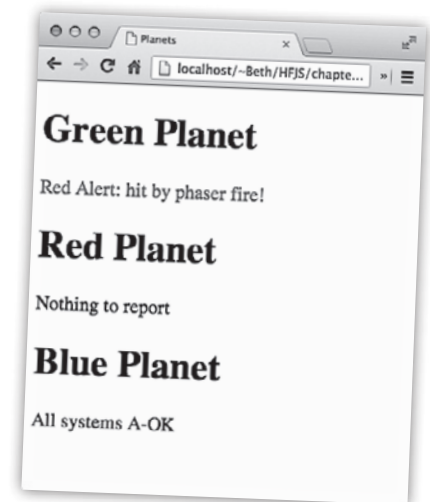 Planets
localhost/~Beth/HFJS/chapte...
Green Planet
Red Alert: hit by phaser fire!
Red Planet
Nothing to report
Blue Planet
All systems A-OK